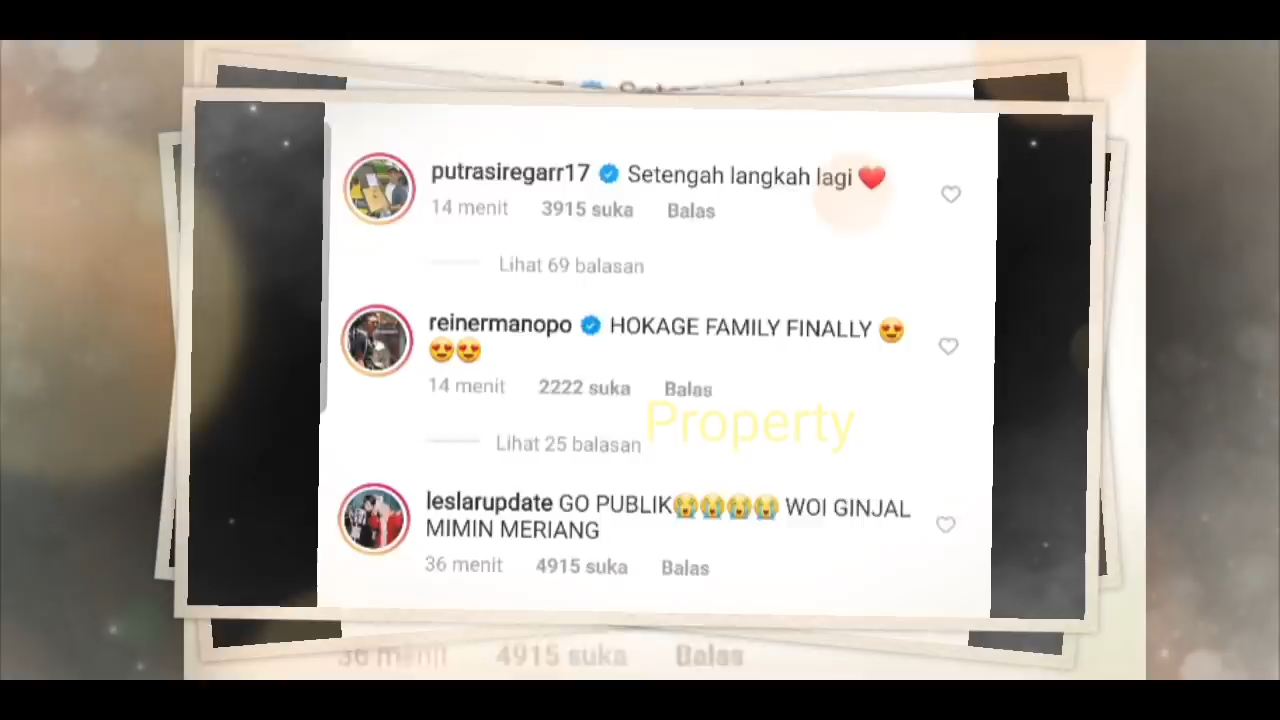 putrasiregarr17 Setengah langkah lagi ❤️
14 menit 3915 suka Balas
Lihat 69 balasan
reinermanopo HOKAGE FAMILY FINALLY 😍
😍😍
14 menit 2222 suka Balas
Property
Lihat 25 balasan
leslarupdate GO PUBLIK😭😭😭😭 WOI GINJAL
MIMIN MERIANG
36 menit 4915 suka Balas
36 menit 4915 suka Balas